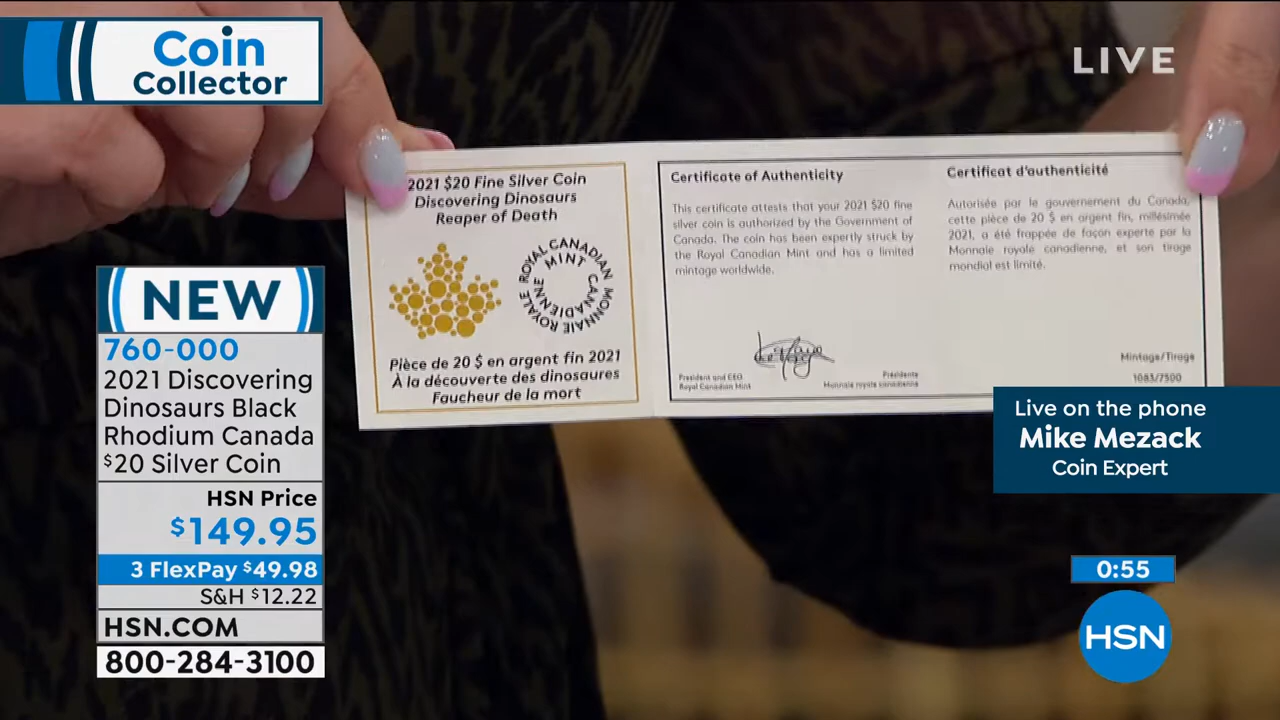 Coin
Collector
LIVE
2021 $20 Fine Silver Coin
Discovering Dinosaurs
Reaper of Death
ROYAL CANADIAN MINT
MONNAIE ROYALE CANADIENNE
Pièce de 20 $ en argent fin 2021
À la découverte des dinosaures
Faucheur de la mort
Certificate of Authenticity
This certificate attests that your 2021 $20 fine
silver coin is authorized by the Government of
Canada. The coin has been expertly struck by
the Royal Canadian Mint and has a limited
mintage worldwide.
President and CEO
Royal Canadian Mint
Certificat d'authenticité
Autorisée par le gouvernement du Canada,
cette pièce de 20 $ en argent fin, millésimée
2021, a été frappée de façon experte par la
Monnaie royale canadienne, et son tirage
mondial est limité.
Présidente
Monnaie royale canadienne
Mintage/Tirage
1083/7500
NEW
760-000
2021 Discovering
Dinosaurs Black
Rhodium Canada
$20 Silver Coin
HSN Price
$149.95
3 FlexPay $49.98
S&H $12.22
HSN.COM
800-284-3100
Live on the phone
Mike Mezack
Coin Expert
0:55
HSN